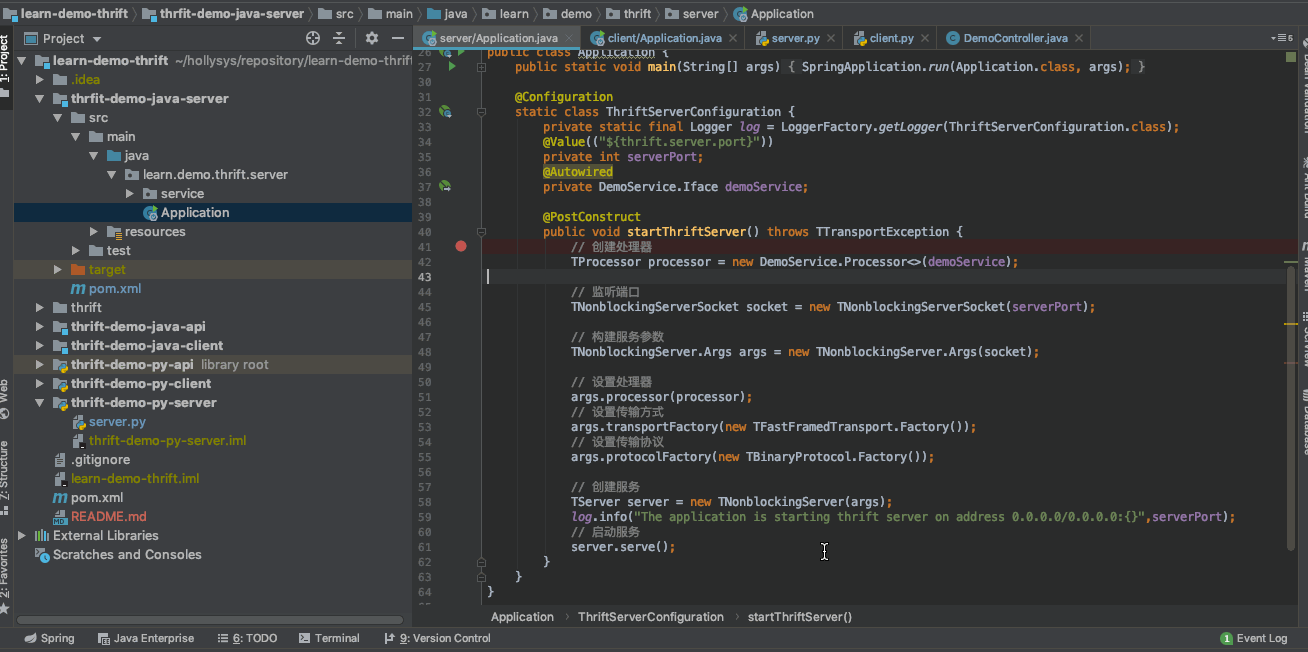 learn-demo-thrift › thrfit-demo-java-server › src › main › java › learn › demo › thrift › server › Application
Project
server/Application.java
client/Application.java
server.py
client.py
DemoController.java
6
1: Project
Web
Z: Structure
2: Favorites
learn-demo-thrift ~/hollysys/repository/learn-demo-thrift
.idea
thrfit-demo-java-server
src
main
java
learn.demo.thrift.server
service
Application
resources
test
target
pom.xml
thrift
thrift-demo-java-api
thrift-demo-java-client
thrift-demo-py-api library root
thrift-demo-py-client
thrift-demo-py-server
server.py
thrift-demo-py-server.iml
.gitignore
learn-demo-thrift.iml
pom.xml
README.md
External Libraries
Scratches and Consoles
26 public class Application {
27 public static void main(String[] args) { SpringApplication.run(Application.class, args); }
30
31 @Configuration
32 static class ThriftServerConfiguration {
33 private static final Logger log = LoggerFactory.getLogger(ThriftServerConfiguration.class);
34 @Value(("${thrift.server.port}"))
35 private int serverPort;
36 @Autowired
37 private DemoService.Iface demoService;
38
39 @PostConstruct
40 public void startThriftServer() throws TTransportException {
41 // 创建处理器
42 TProcessor processor = new DemoService.Processor<>(demoService);
43
44 // 监听端口
45 TNonblockingServerSocket socket = new TNonblockingServerSocket(serverPort);
46
47 // 构建服务参数
48 TNonblockingServer.Args args = new TNonblockingServer.Args(socket);
49
50 // 设置处理器
51 args.processor(processor);
52 // 设置传输方式
53 args.transportFactory(new TFastFramedTransport.Factory());
54 // 设置传输协议
55 args.protocolFactory(new TBinaryProtocol.Factory());
56
57 // 创建服务
58 TServer server = new TNonblockingServer(args);
59 log.info("The application is starting thrift server on address 0.0.0.0/0.0.0.0:{}",serverPort);
60 // 启动服务
61 server.serve();
62 }
63 }
64 }
Application › ThriftServerConfiguration › startThriftServer()
Spring
Java Enterprise
6: TODO
Terminal
9: Version Control
1 Event Log